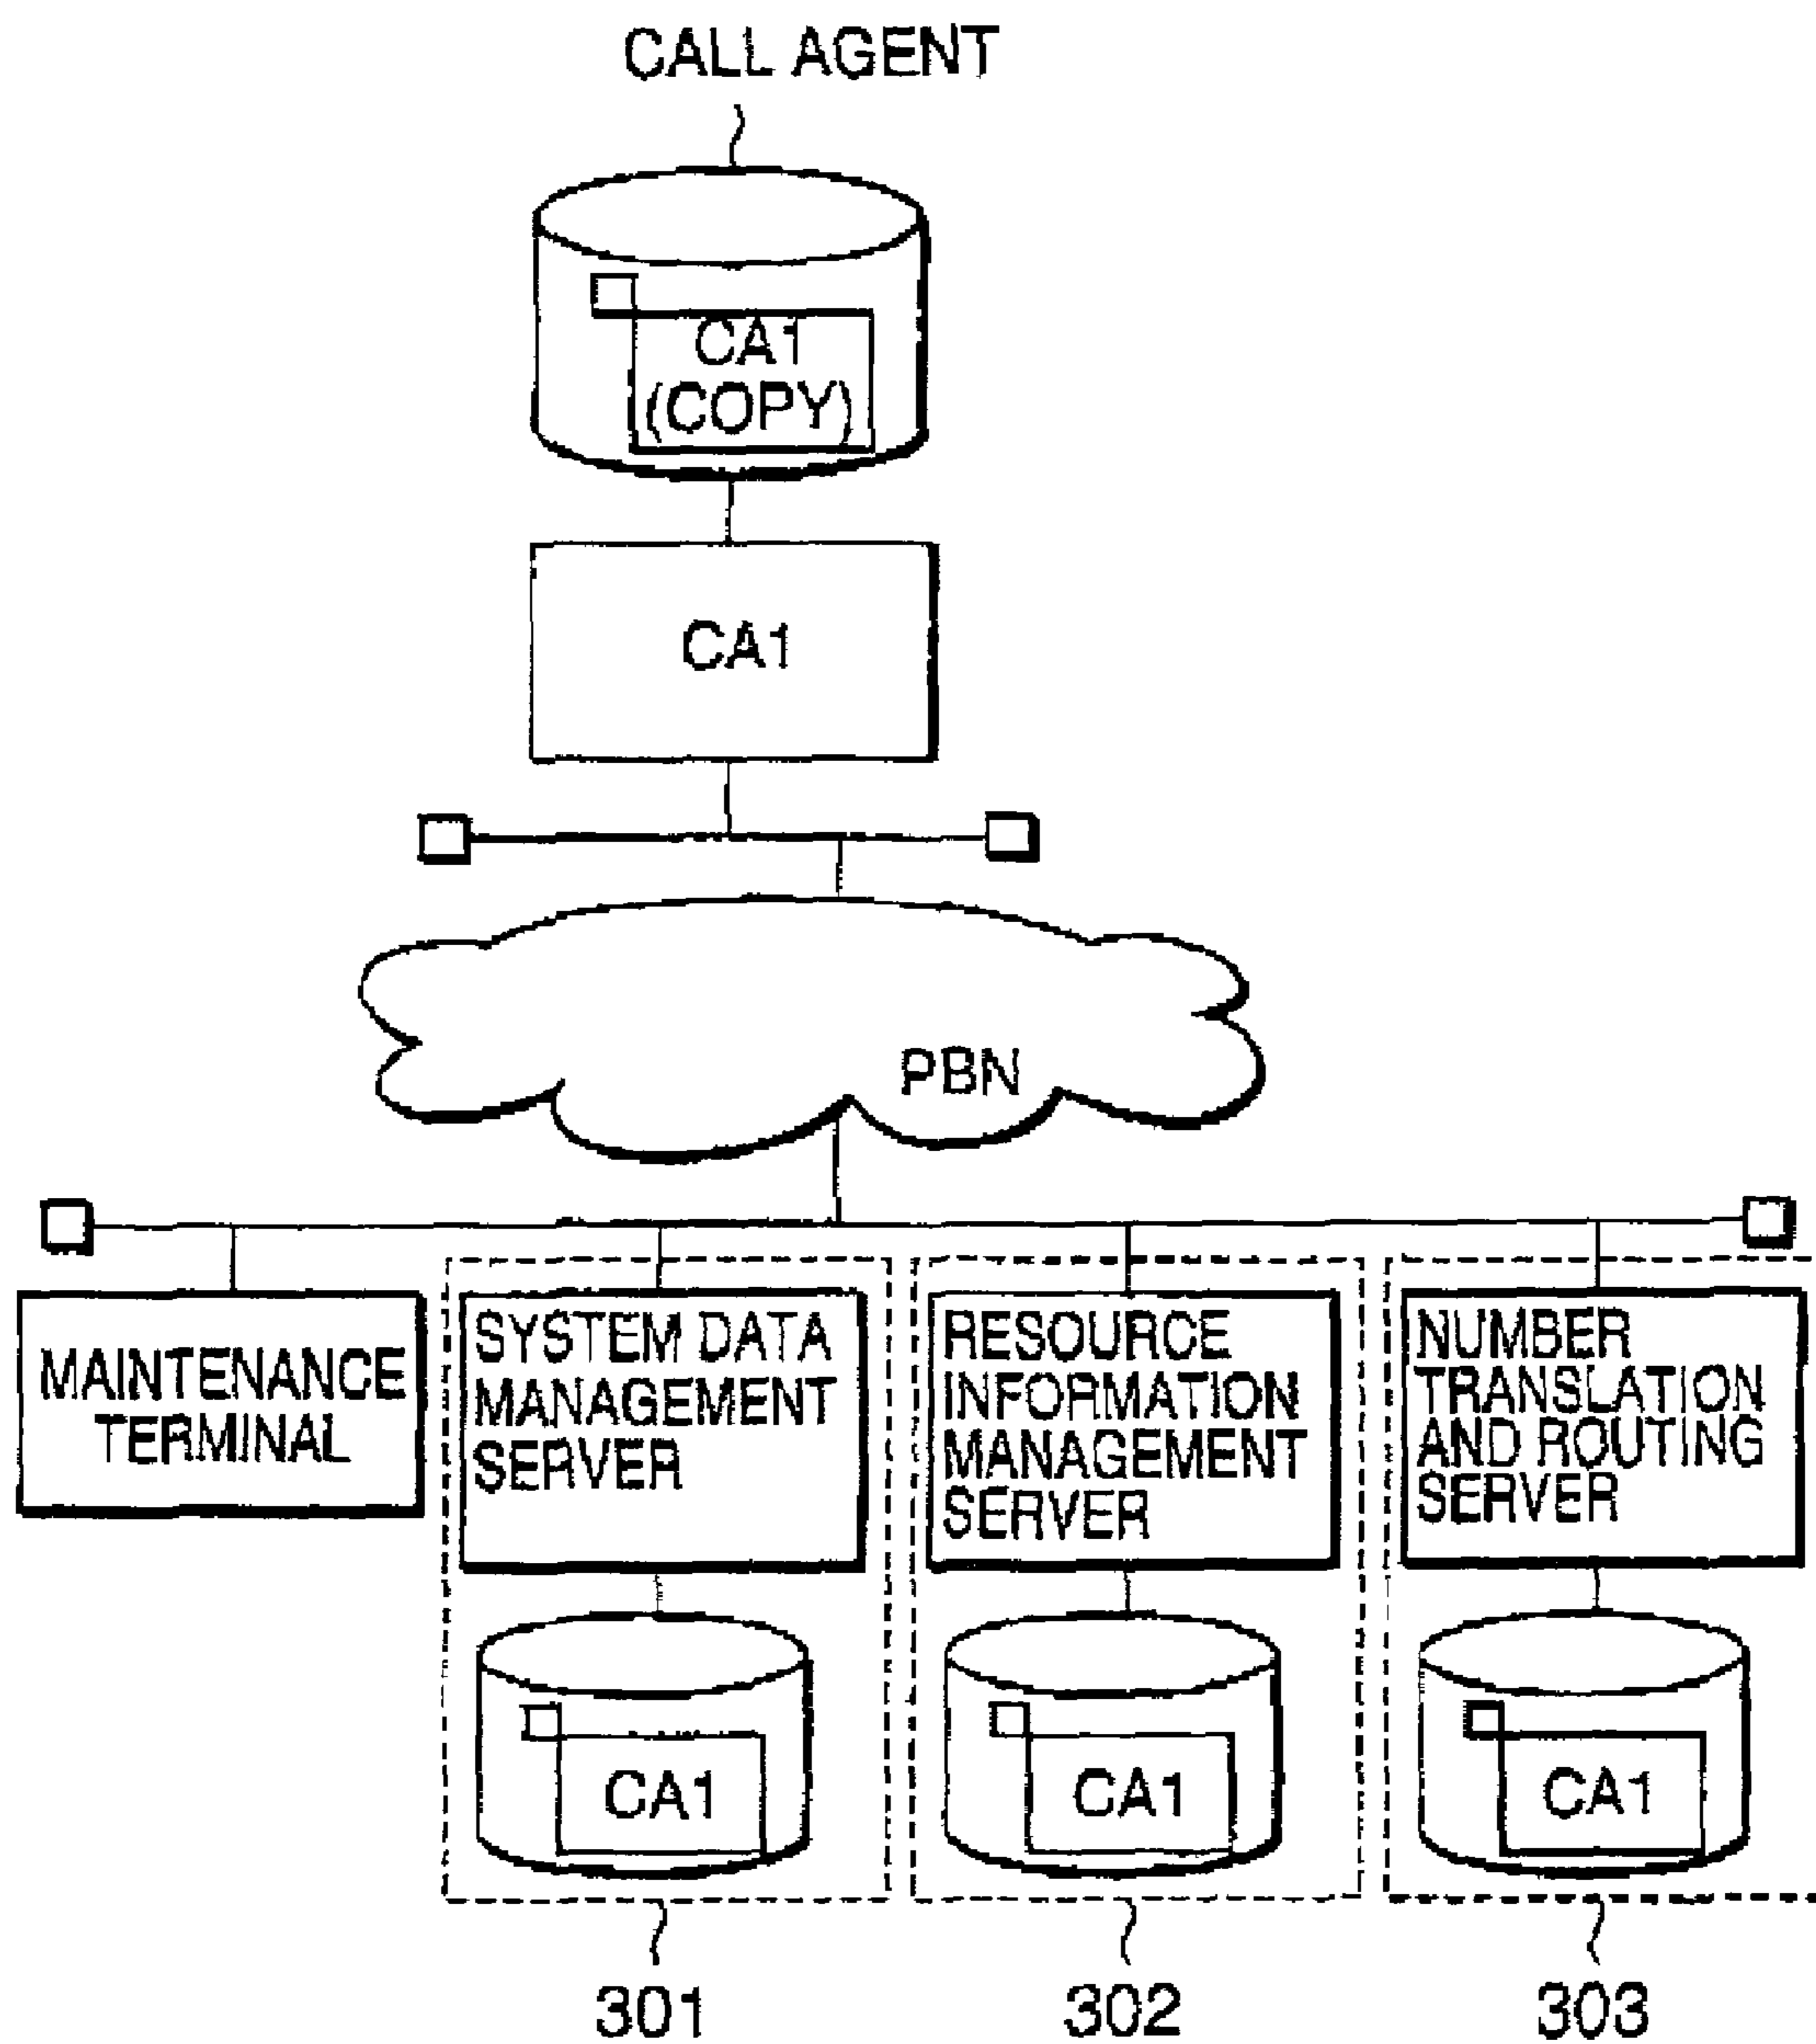 CALL AGENT
CA1
(COPY)
CA1
PBN
MAINTENANCE
TERMINAL
SYSTEM DATA
MANAGEMENT
SERVER
RESOURCE
INFORMATION
MANAGEMENT
SERVER
NUMBER
TRANSLATION
AND ROUTING
SERVER
CA1
CA1
CA1
301
302
303